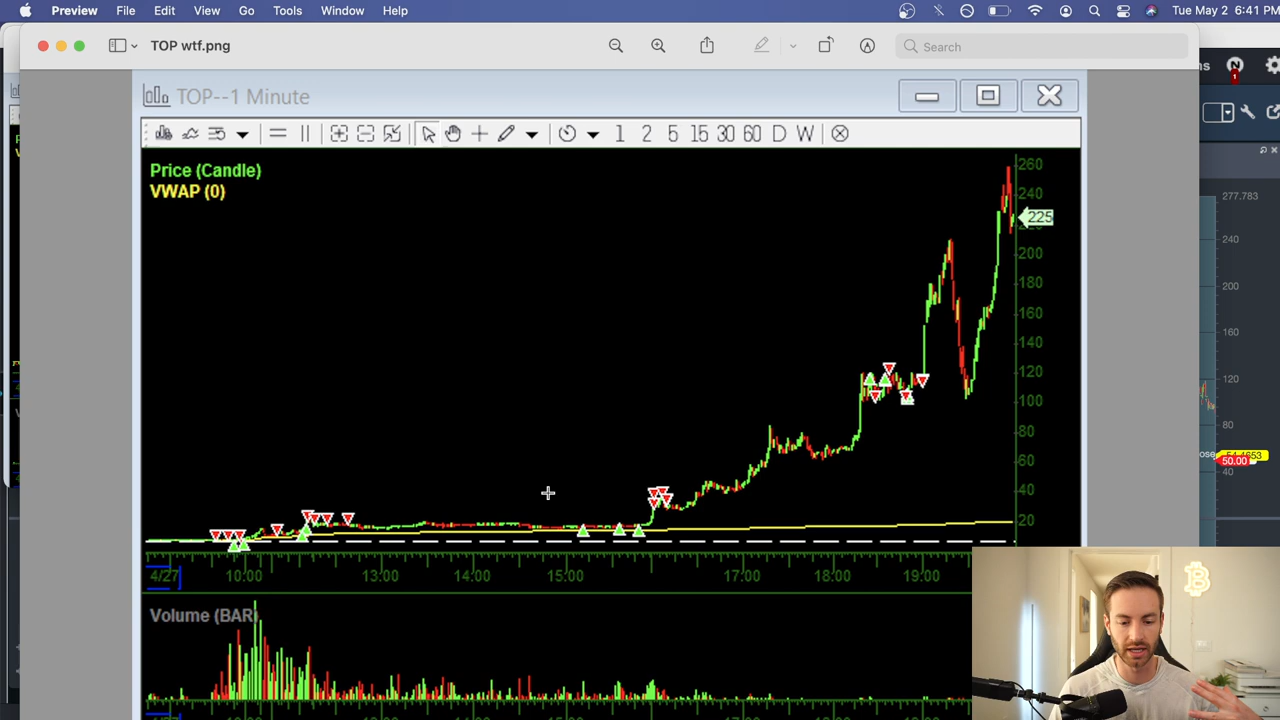 Preview File Edit View Go Tools Window Help Tue May 2 6:41 PM
TOP wtf.png Search
TOP--1 Minute
1 2 5 15 30 60 D W
Price (Candle)
VWAP (0)
260
240
225
200
180
160
140
120
100
80
60
40
20
4/27 10:00 13:00 14:00 15:00 17:00 18:00 19:00
Volume (BAR)
1
277.783
240
200
160
120
80
50.00
40